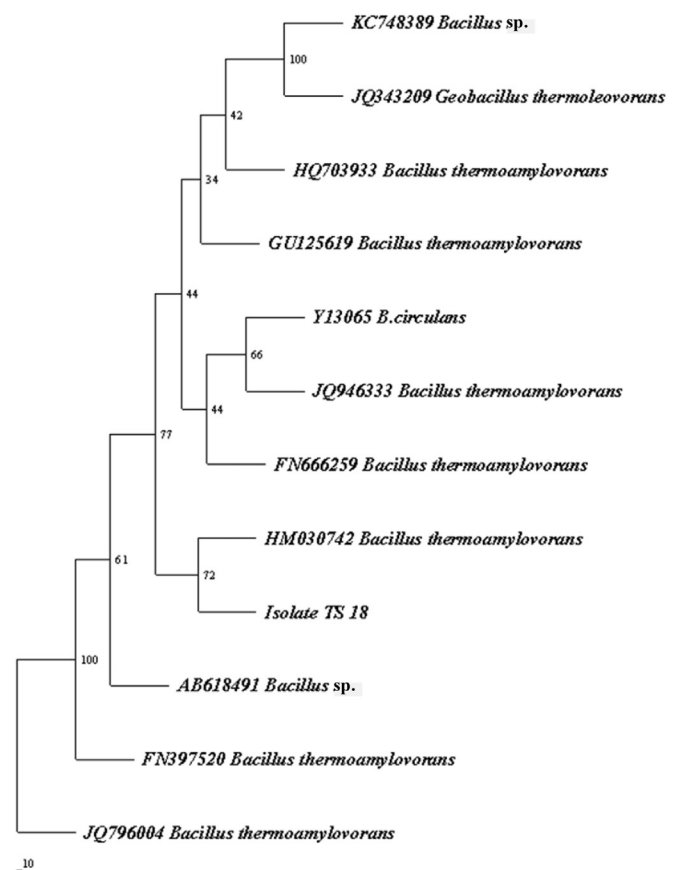 KC748389 Bacillus sp.
100
JQ343209 Geobacillus thermoleovorans
42
HQ703933 Bacillus thermoamylovorans
34
GU125619 Bacillus thermoamylovorans
44
Y13065 B.circulans
66
JQ946333 Bacillus thermoamylovorans
44
77
FN666259 Bacillus thermoamylovorans
HM030742 Bacillus thermoamylovorans
61
72
Isolate TS 18
100
AB618491 Bacillus sp.
FN397520 Bacillus thermoamylovorans
JQ796004 Bacillus thermoamylovorans
10